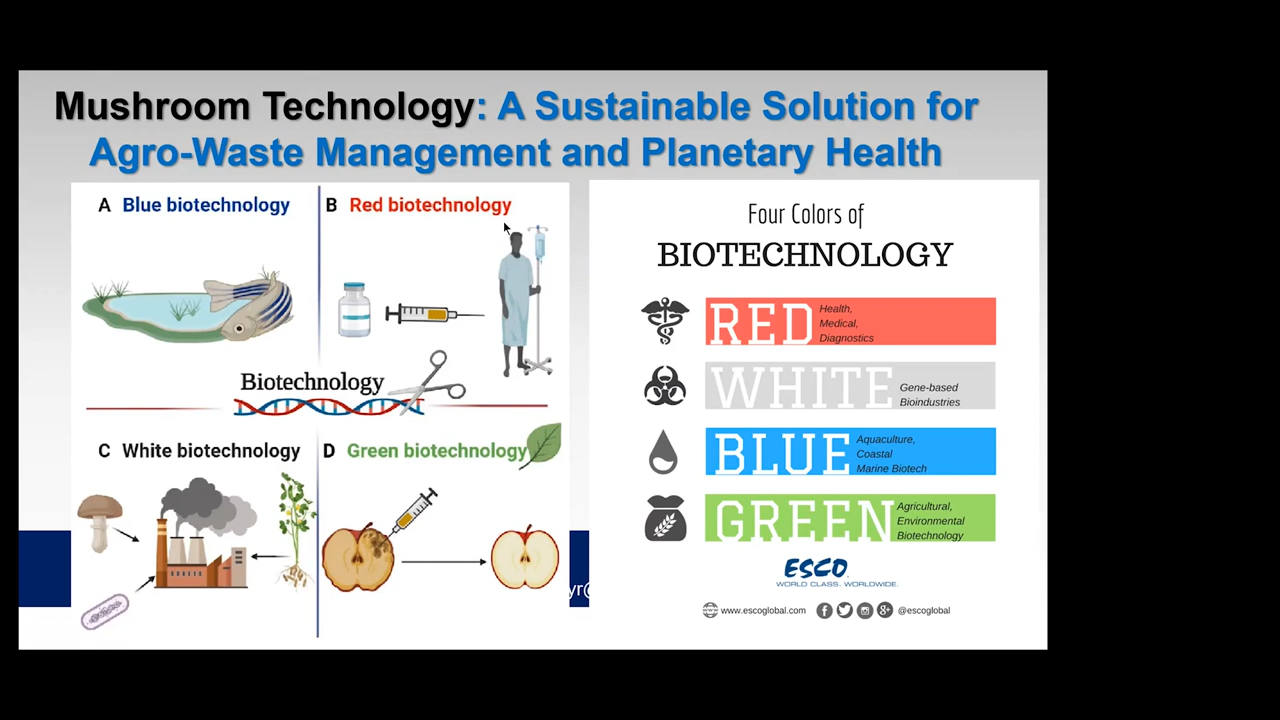 Mushroom Technology: A Sustainable Solution for
Agro-Waste Management and Planetary Health
A Blue biotechnology
B Red biotechnology
Biotechnology
C White biotechnology
D Green biotechnology
Four Colors of
BIOTECHNOLOGY
RED
Health,
Medical,
Diagnostics
WHITE
Gene-based
Bioindustries
BLUE
Aquaculture,
Coastal
Marine Biotech
GREEN
Agricultural,
Environmental
Biotechnology
ESCO
WORLD CLASS. WORLDWIDE.
www.escoglobal.com
@escoglobal